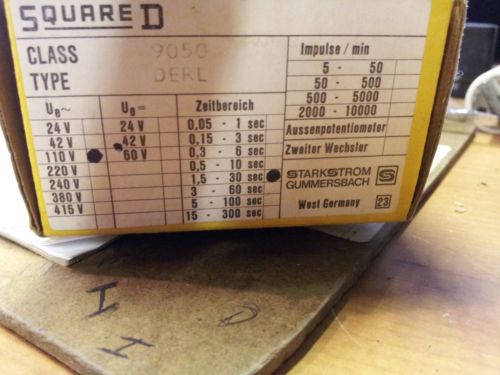 SQUARE D
CLASS 9050
TYPE DERL
UB~ UB= Zeitbereich
24 V 24 V 0,05 - 1 sec
42 V 42 V 0,15 - 3 sec
110 V 60 V 0,3 - 6 sec
220 V 0,5 - 10 sec
240 V 1,5 - 30 sec
380 V 3 - 60 sec
415 V 5 - 100 sec
15 - 300 sec
Impulse / min
5 - 50
50 - 500
500 - 5000
2000 - 10000
Aussenpotentiometer
Zweiter Wechsler
STARKSTROM
GUMMERSBACH
West Germany 23
I D
I